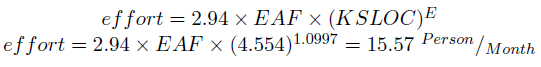 effort = 2.94 × EAF × (KSLOC)^E
effort = 2.94 × EAF × (4.554)^1.0997 = 15.57 Person/Month